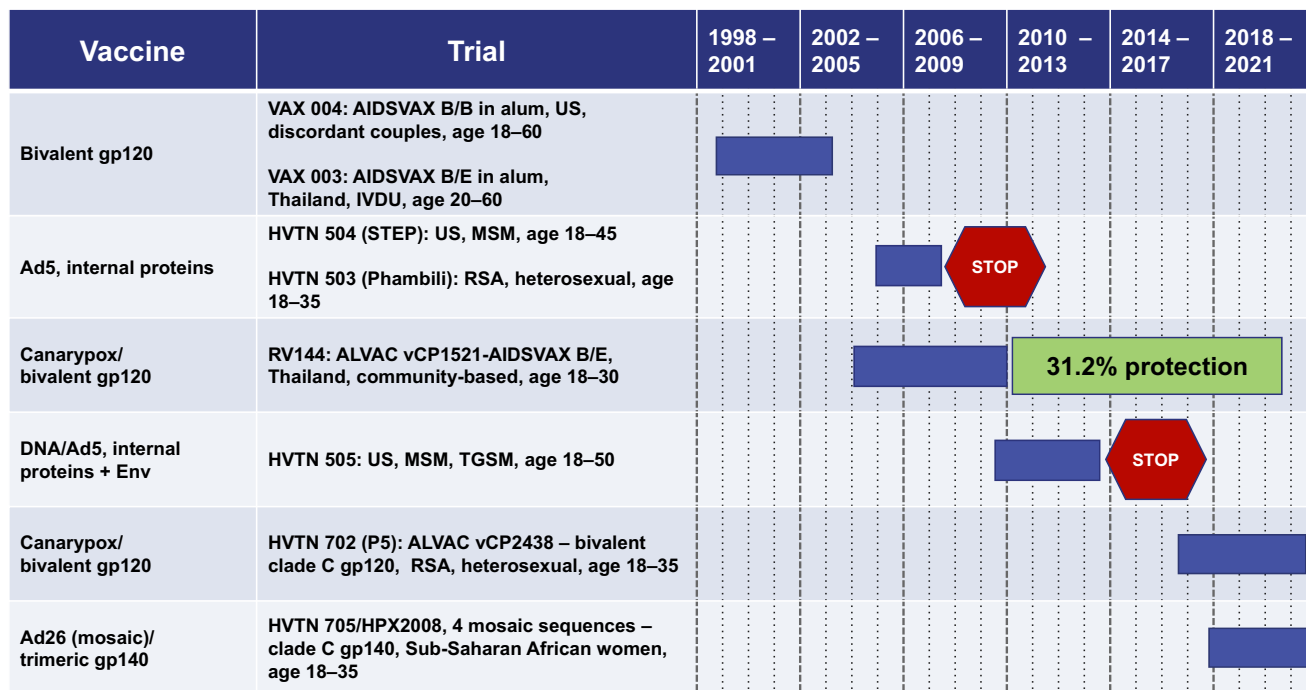 Vaccine
Trial
1998 –
2001
2002 –
2005
2006 –
2009
2010  –
2013
2014 –
2017
2018 –
2021
Bivalent gp120
VAX 004: AIDSVAX B/B in alum, US,
discordant couples, age 18–60
VAX 003: AIDSVAX B/E in alum,
Thailand, IVDU, age 20–60
Ad5, internal proteins
HVTN 504 (STEP): US, MSM, age 18–45
HVTN 503 (Phambili): RSA, heterosexual, age
18–35
STOP
Canarypox/
bivalent gp120
RV144: ALVAC vCP1521-AIDSVAX B/E,
Thailand, community-based, age 18–30
31.2% protection
DNA/Ad5, internal
proteins + Env
HVTN 505: US, MSM, TGSM, age 18–50
STOP
Canarypox/
bivalent gp120
HVTN 702 (P5): ALVAC vCP2438 – bivalent
clade C gp120,  RSA, heterosexual, age 18–35
Ad26 (mosaic)/
trimeric gp140
HVTN 705/HPX2008, 4 mosaic sequences –
clade C gp140, Sub-Saharan African women,
age 18–35